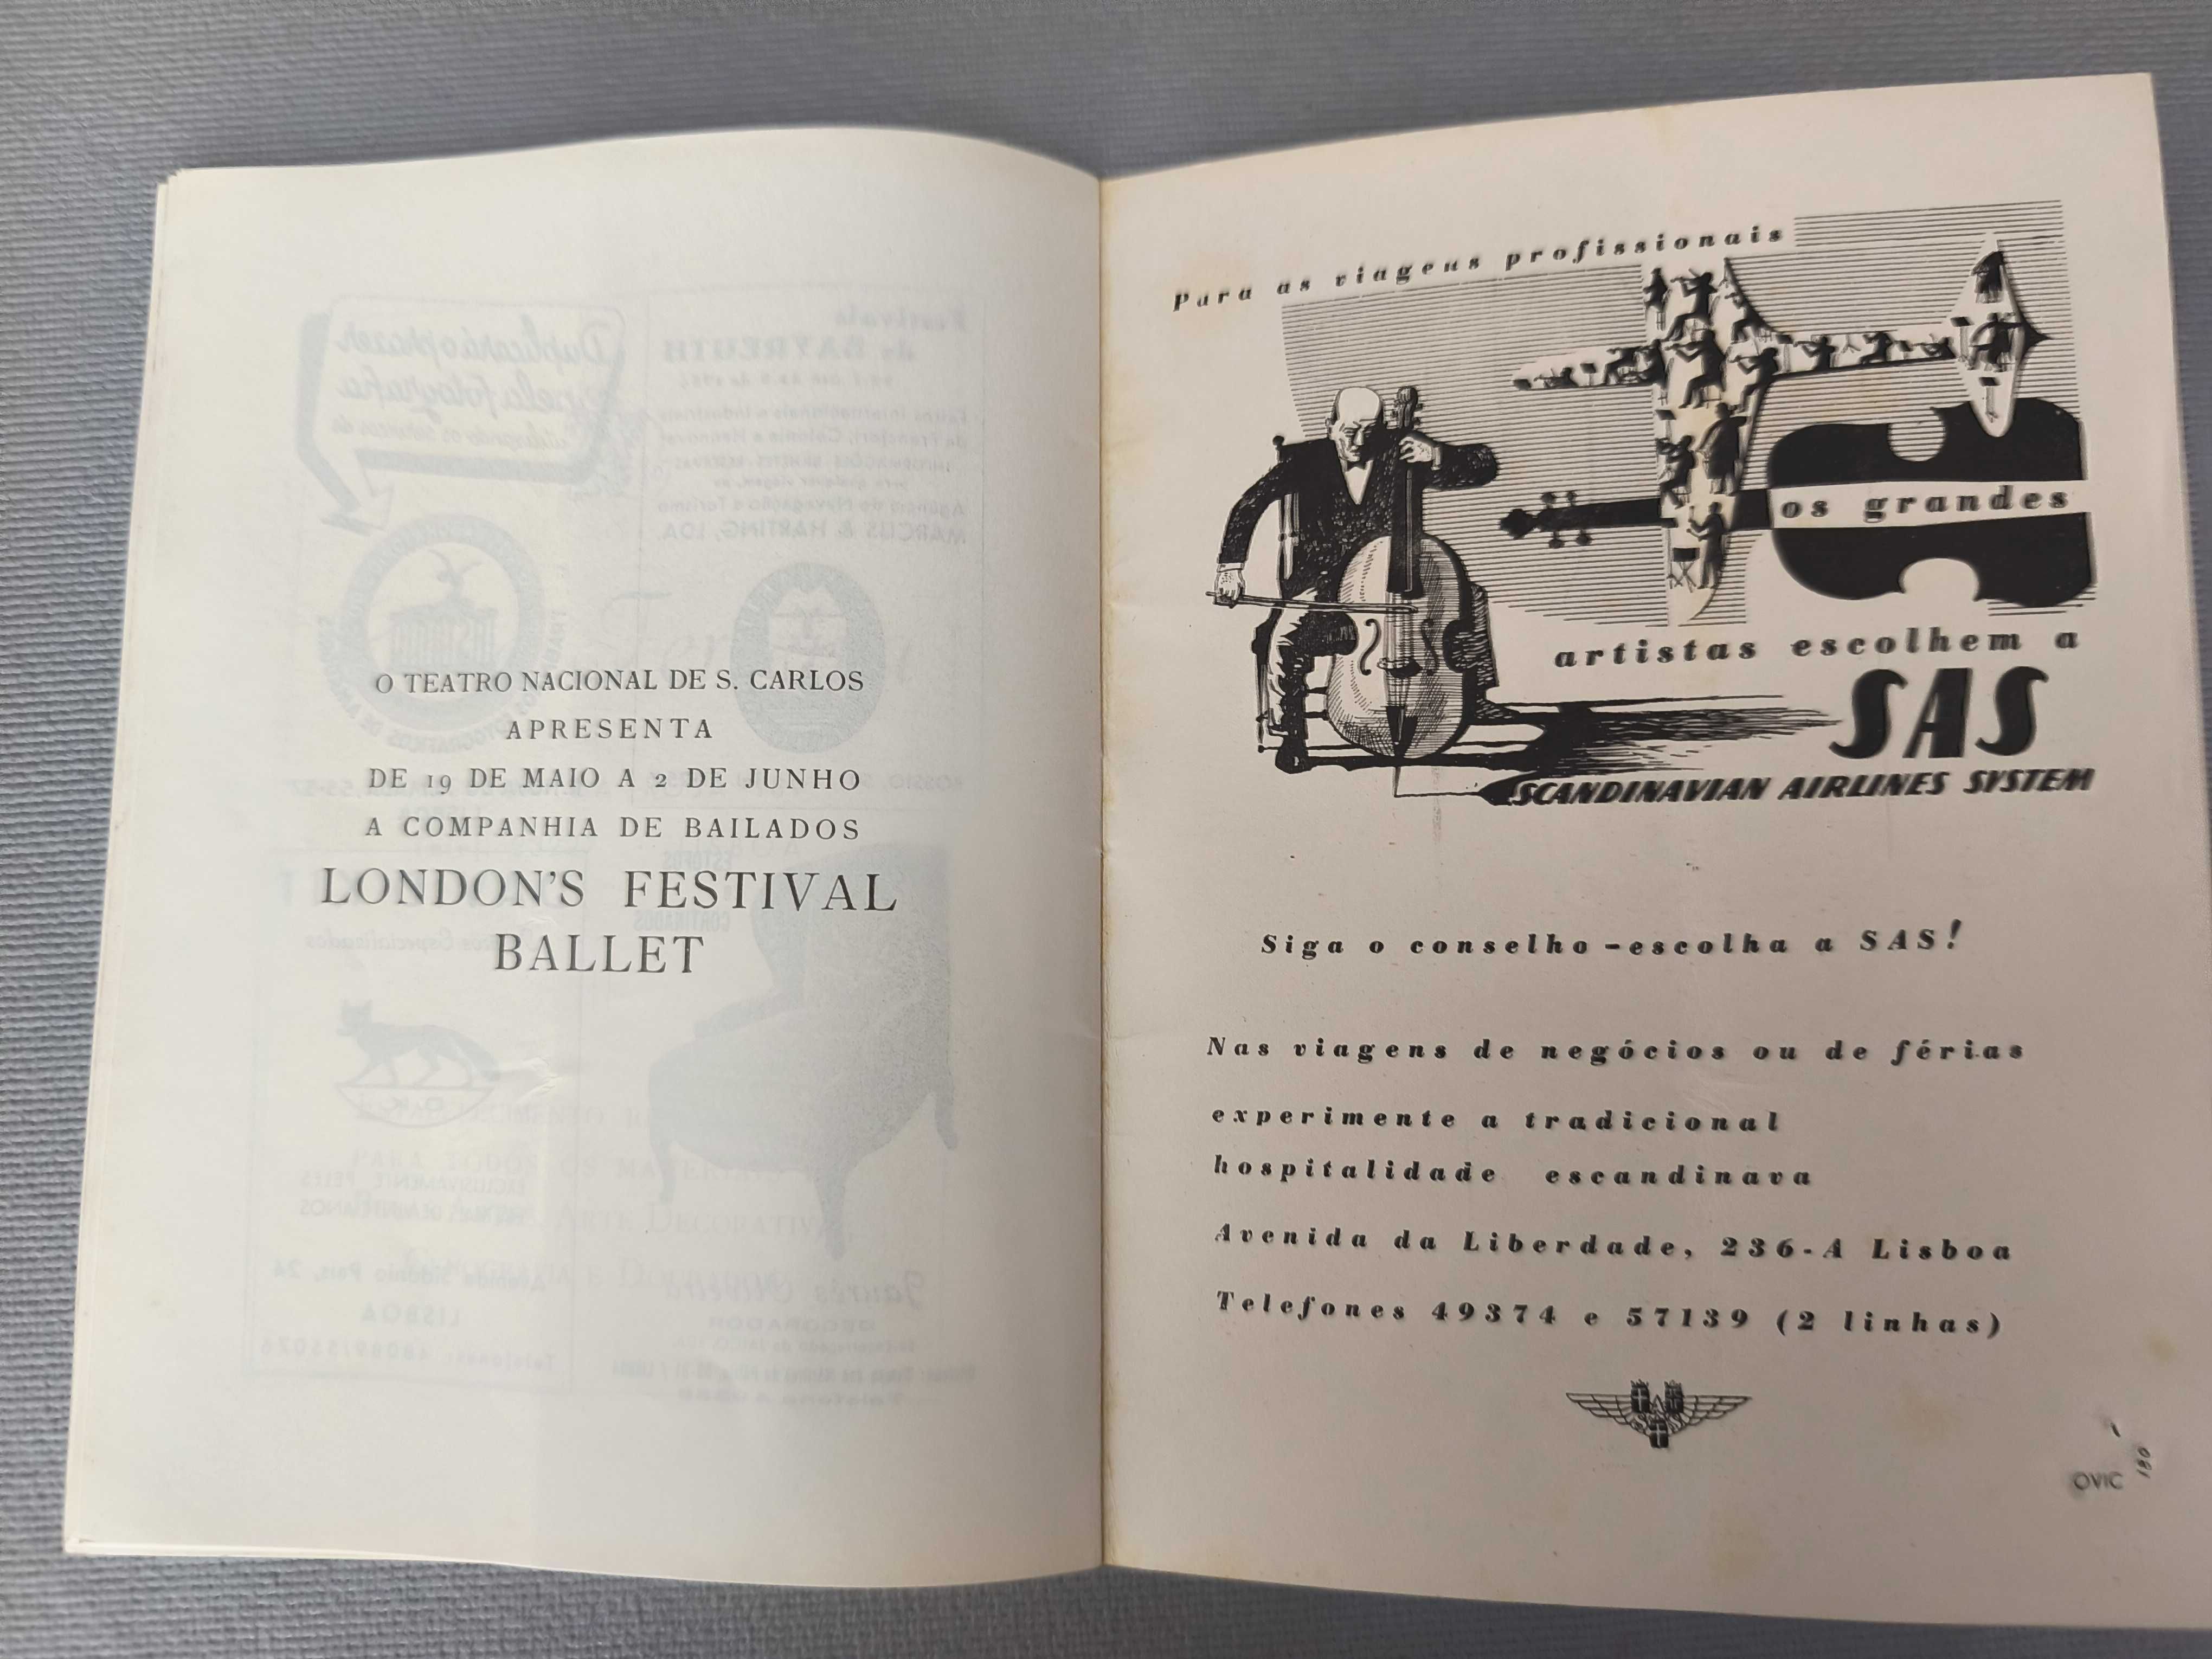 O TEATRO NACIONAL DE S. CARLOS
APRESENTA
DE 19 DE MAIO A 2 DE JUNHO
A COMPANHIA DE BAILADOS
LONDON'S FESTIVAL
BALLET
Para as viagens profissionais
os grandes
artistas escolhem a
SAS
SCANDINAVIAN AIRLINES SYSTEM
Siga o conselho - escolha a SAS!
Nas viagens de negócios ou de férias
experimente a tradicional
hospitalidade escandinava
Avenida da Liberdade, 236-A Lisboa
Telefones 49374 e 57139 (2 linhas)
SAS
OVIC
180